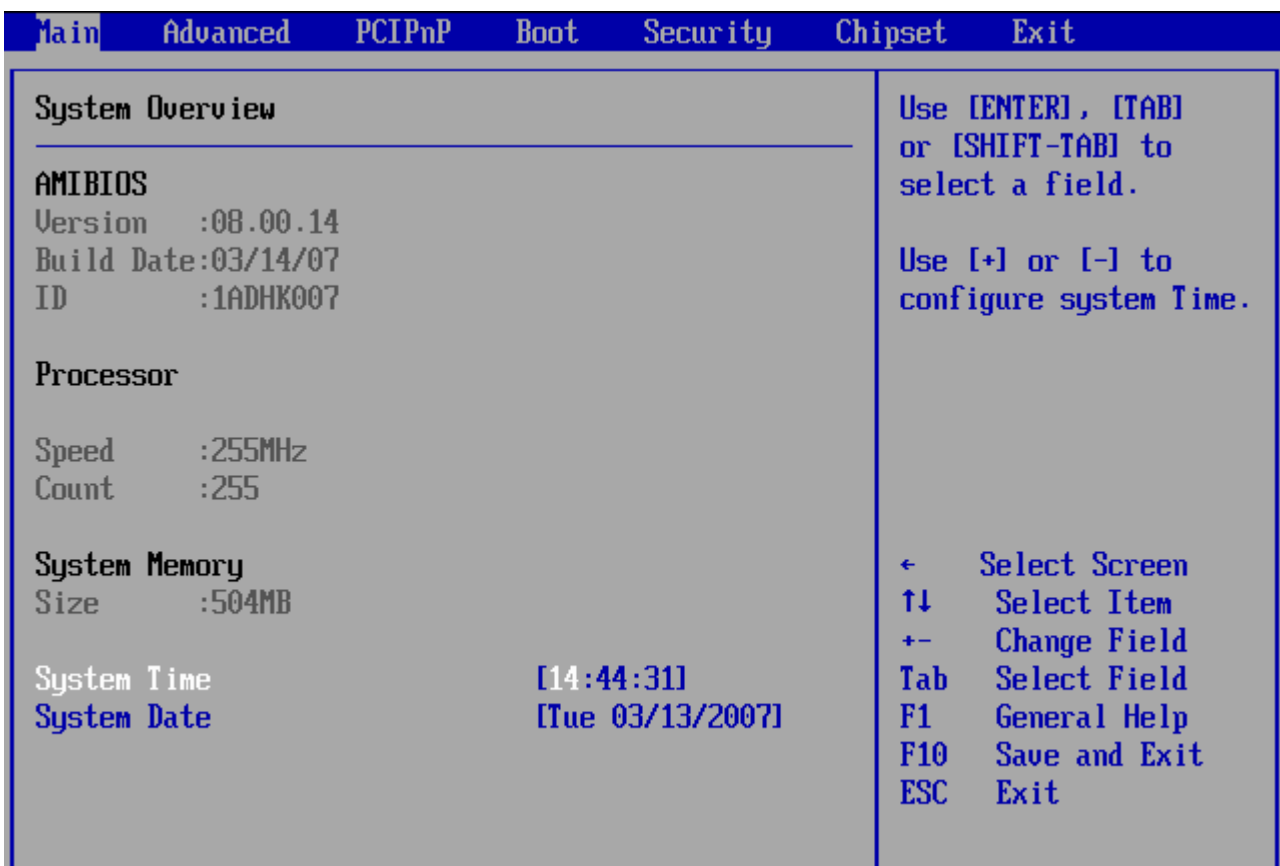 Main Advanced PCIPnP Boot Security Chipset Exit
System Overview
AMIBIOS
Version :08.00.14
Build Date:03/14/07
ID :1ADHK007
Processor
Speed :255MHz
Count :255
System Memory
Size :504MB
System Time [14:44:31]
System Date [Tue 03/13/2007]
Use [ENTER], [TAB]
or [SHIFT-TAB] to
select a field.
Use [+] or [-] to
configure system Time.
← Select Screen
↑↓ Select Item
+- Change Field
Tab Select Field
F1 General Help
F10 Save and Exit
ESC Exit